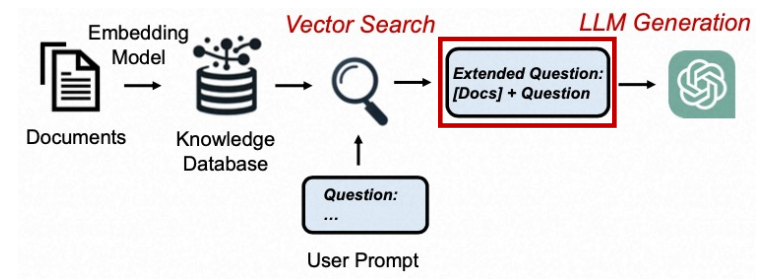 Embedding
Model
Vector Search
LLM Generation
Extended Question:
[Docs] + Question
Documents
Knowledge
Database
Question:
...
User Prompt